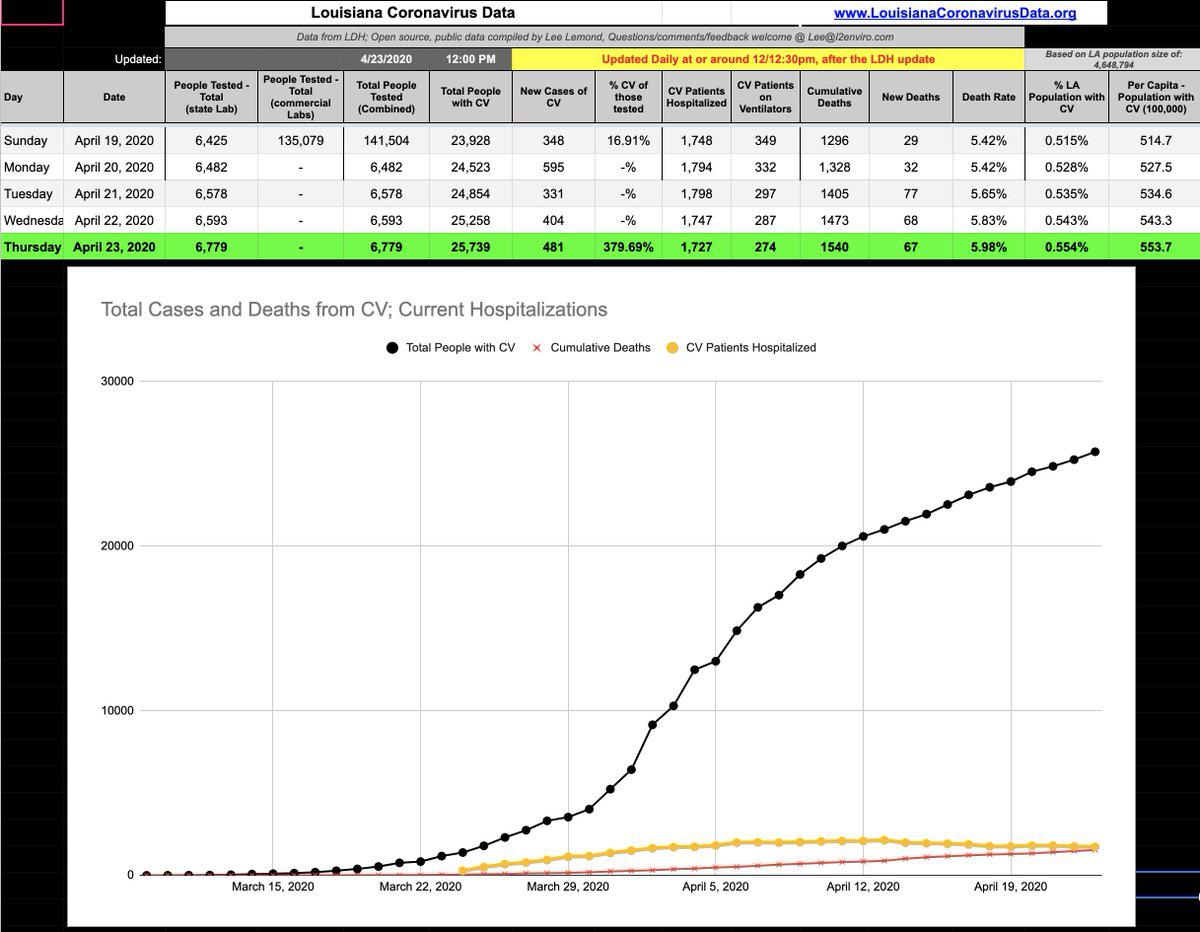 Louisiana Coronavirus Data www.LouisianaCoronavirusData.org
Data from LDH; Open source, public data compiled by Lee Lemond, Questions/comments/feedback welcome @ Lee@l2enviro.com
Updated: 4/23/2020 12:00 PM Updated Daily at or around 12/12:30pm, after the LDH update Based on LA population size of: 4,648,794
Day Date People Tested - Total (state Lab) People Tested - Total (commercial Labs) Total People Tested (Combined) Total People with CV New Cases of CV % CV of those tested CV Patients Hospitalized CV Patients on Ventilators Cumulative Deaths New Deaths Death Rate % LA Population with CV Per Capita - Population with CV (100,000)
Sunday April 19, 2020 6,425 135,079 141,504 23,928 348 16.91% 1,748 349 1296 29 5.42% 0.515% 514.7
Monday April 20, 2020 6,482 - 6,482 24,523 595 -% 1,794 332 1,328 32 5.42% 0.528% 527.5
Tuesday April 21, 2020 6,578 - 6,578 24,854 331 -% 1,798 297 1405 77 5.65% 0.535% 534.6
Wednesda April 22, 2020 6,593 - 6,593 25,258 404 -% 1,747 287 1473 68 5.83% 0.543% 543.3
Thursday April 23, 2020 6,779 - 6,779 25,739 481 379.69% 1,727 274 1540 67 5.98% 0.554% 553.7
Total Cases and Deaths from CV; Current Hospitalizations
Total People with CV Cumulative Deaths CV Patients Hospitalized
30000
20000
10000
0
March 15, 2020 March 22, 2020 March 29, 2020 April 5, 2020 April 12, 2020 April 19, 2020